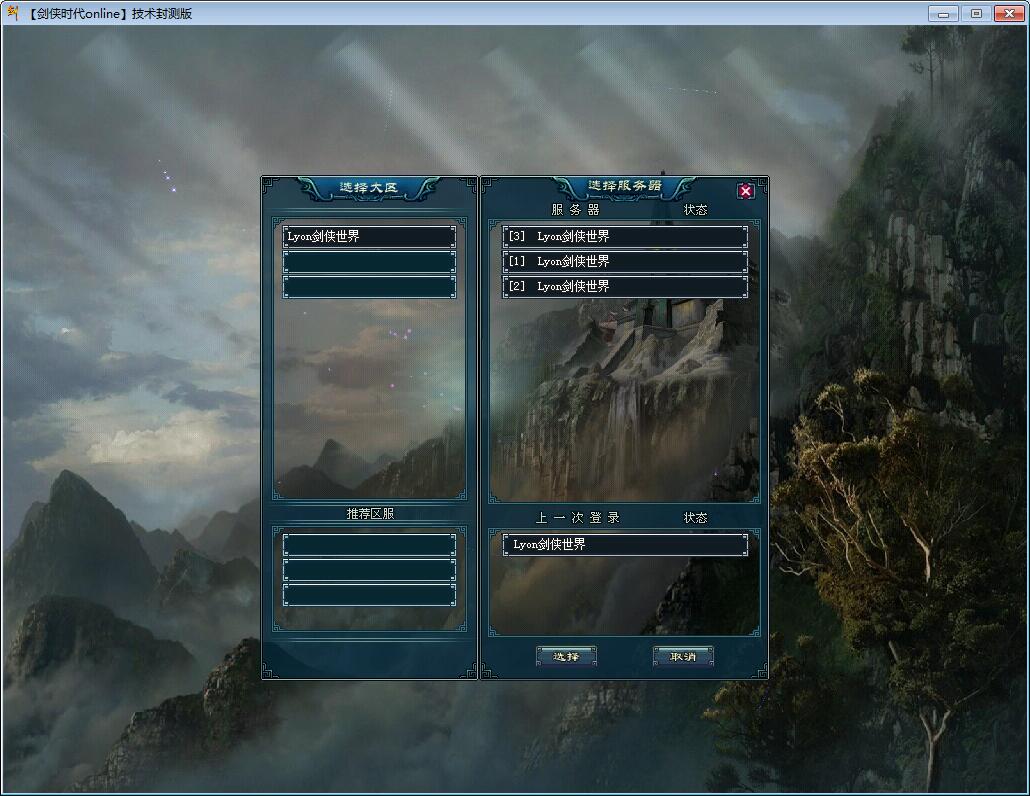 【剑侠时代online】技术封测版
选择大区
选择服务器
服 务 器 状态
Lyon剑侠世界
[3] Lyon剑侠世界
[1] Lyon剑侠世界
[2] Lyon剑侠世界
推荐区服
上 一 次 登 录 状态
Lyon剑侠世界
选择 取消